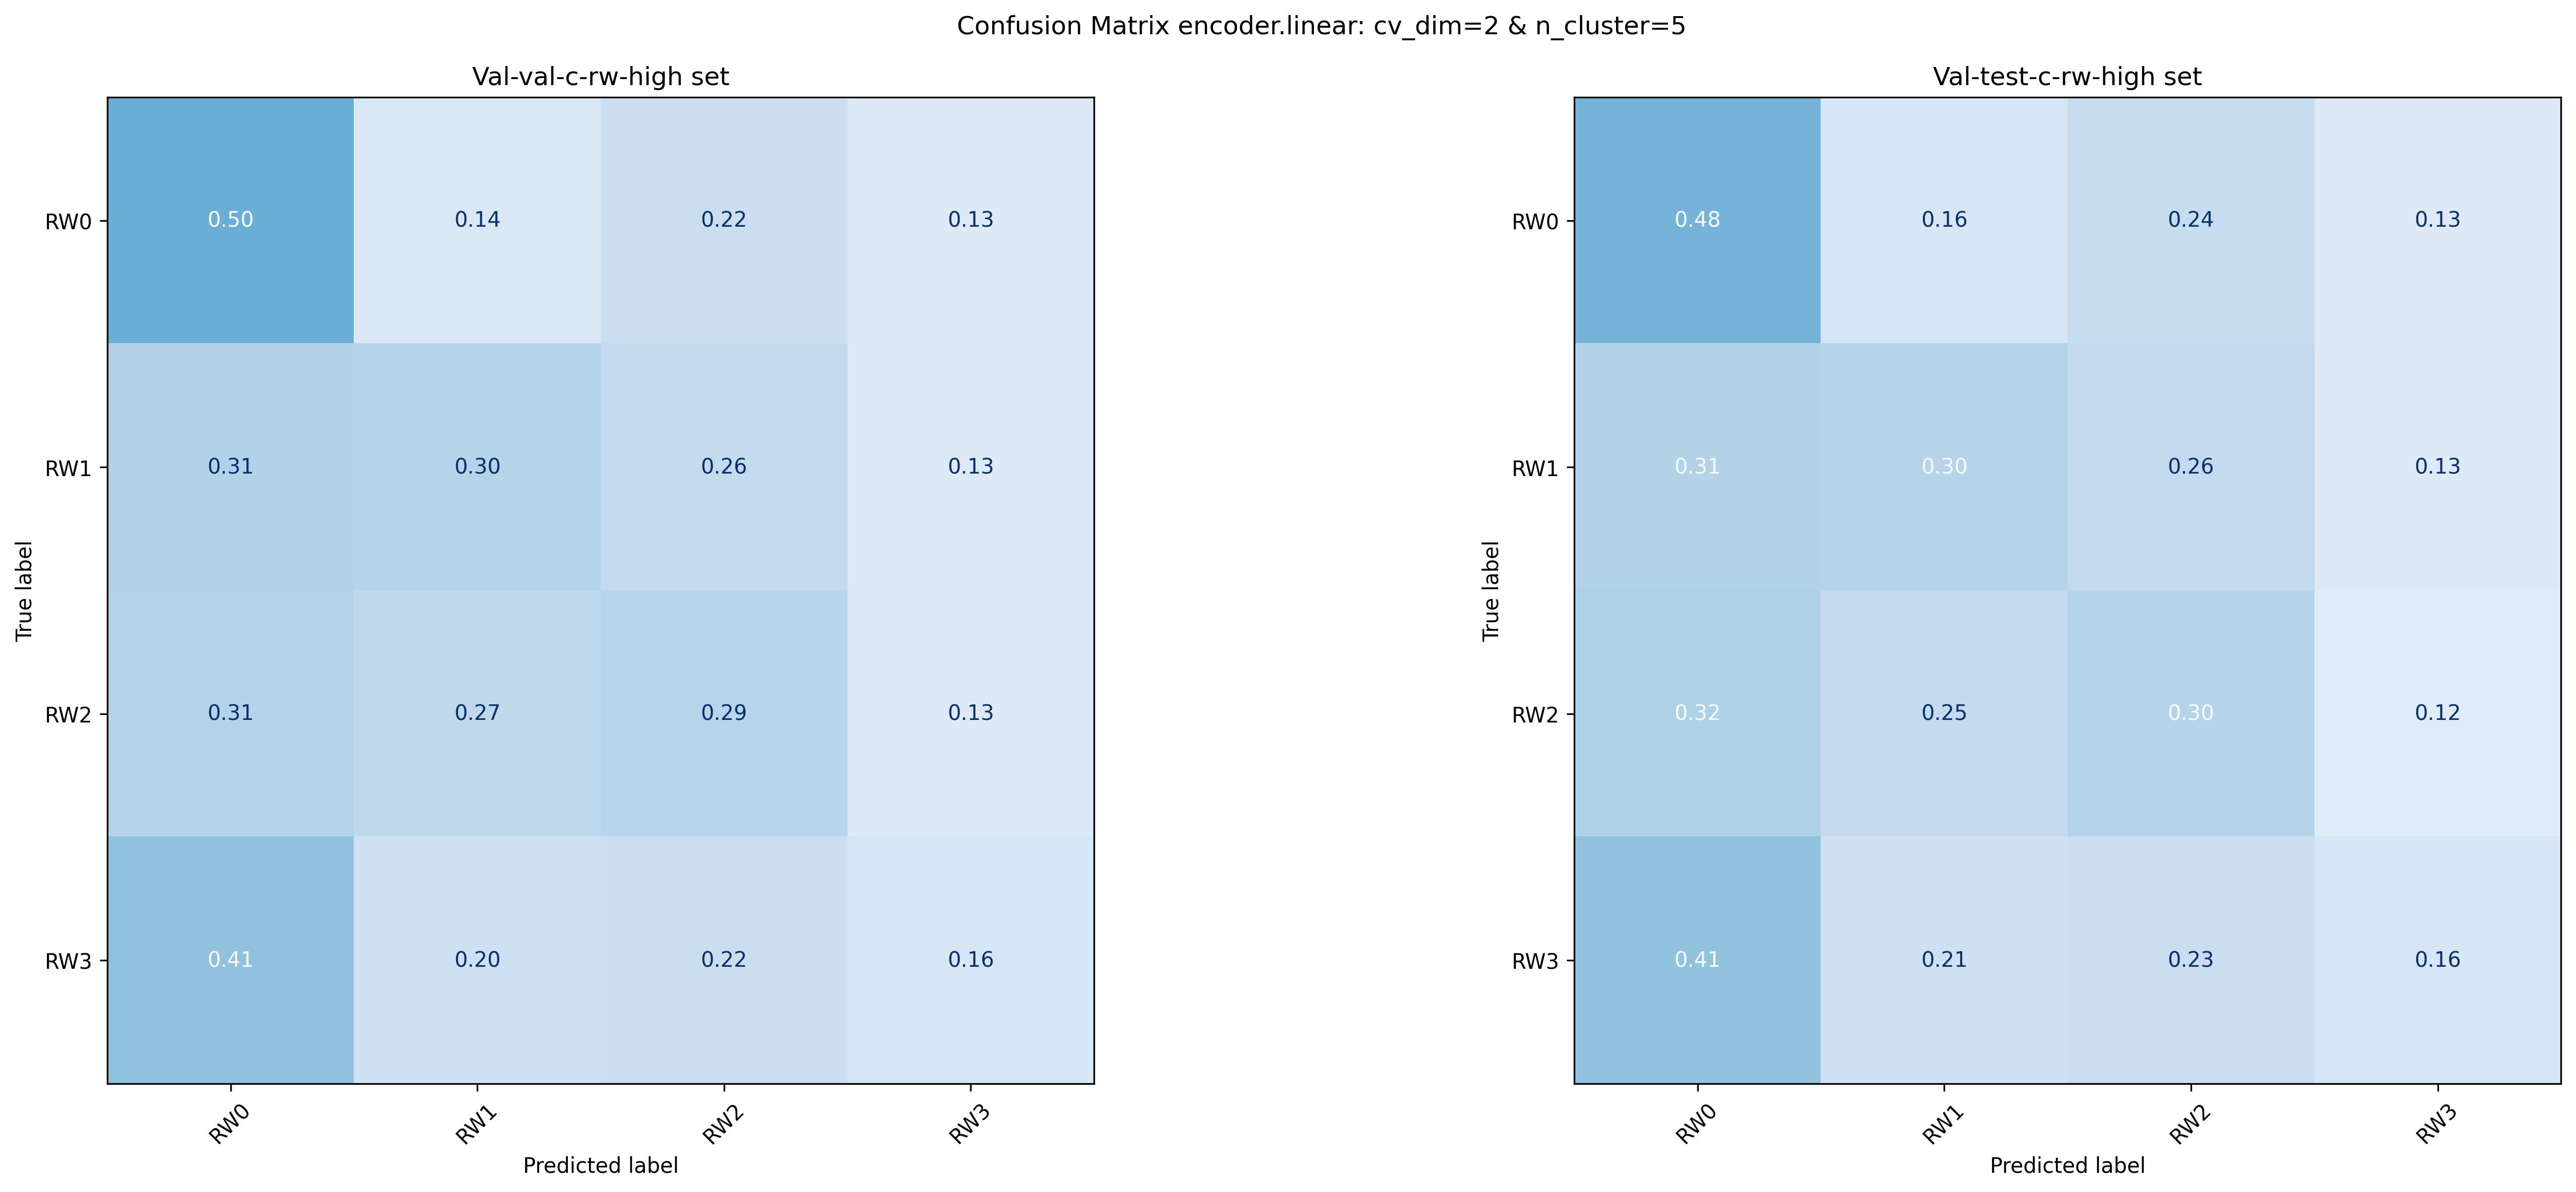 Confusion Matrix encoder.linear: cv_dim=2 & n_cluster=5
Val-val-c-rw-high set
True label
RW0 0.50 0.14 0.22 0.13
RW1 0.31 0.30 0.26 0.13
RW2 0.31 0.27 0.29 0.13
RW3 0.41 0.20 0.22 0.16
RW0 RW1 RW2 RW3
Predicted label
Val-test-c-rw-high set
True label
RW0 0.48 0.16 0.24 0.13
RW1 0.31 0.30 0.26 0.13
RW2 0.32 0.25 0.30 0.12
RW3 0.41 0.21 0.23 0.16
RW0 RW1 RW2 RW3
Predicted label